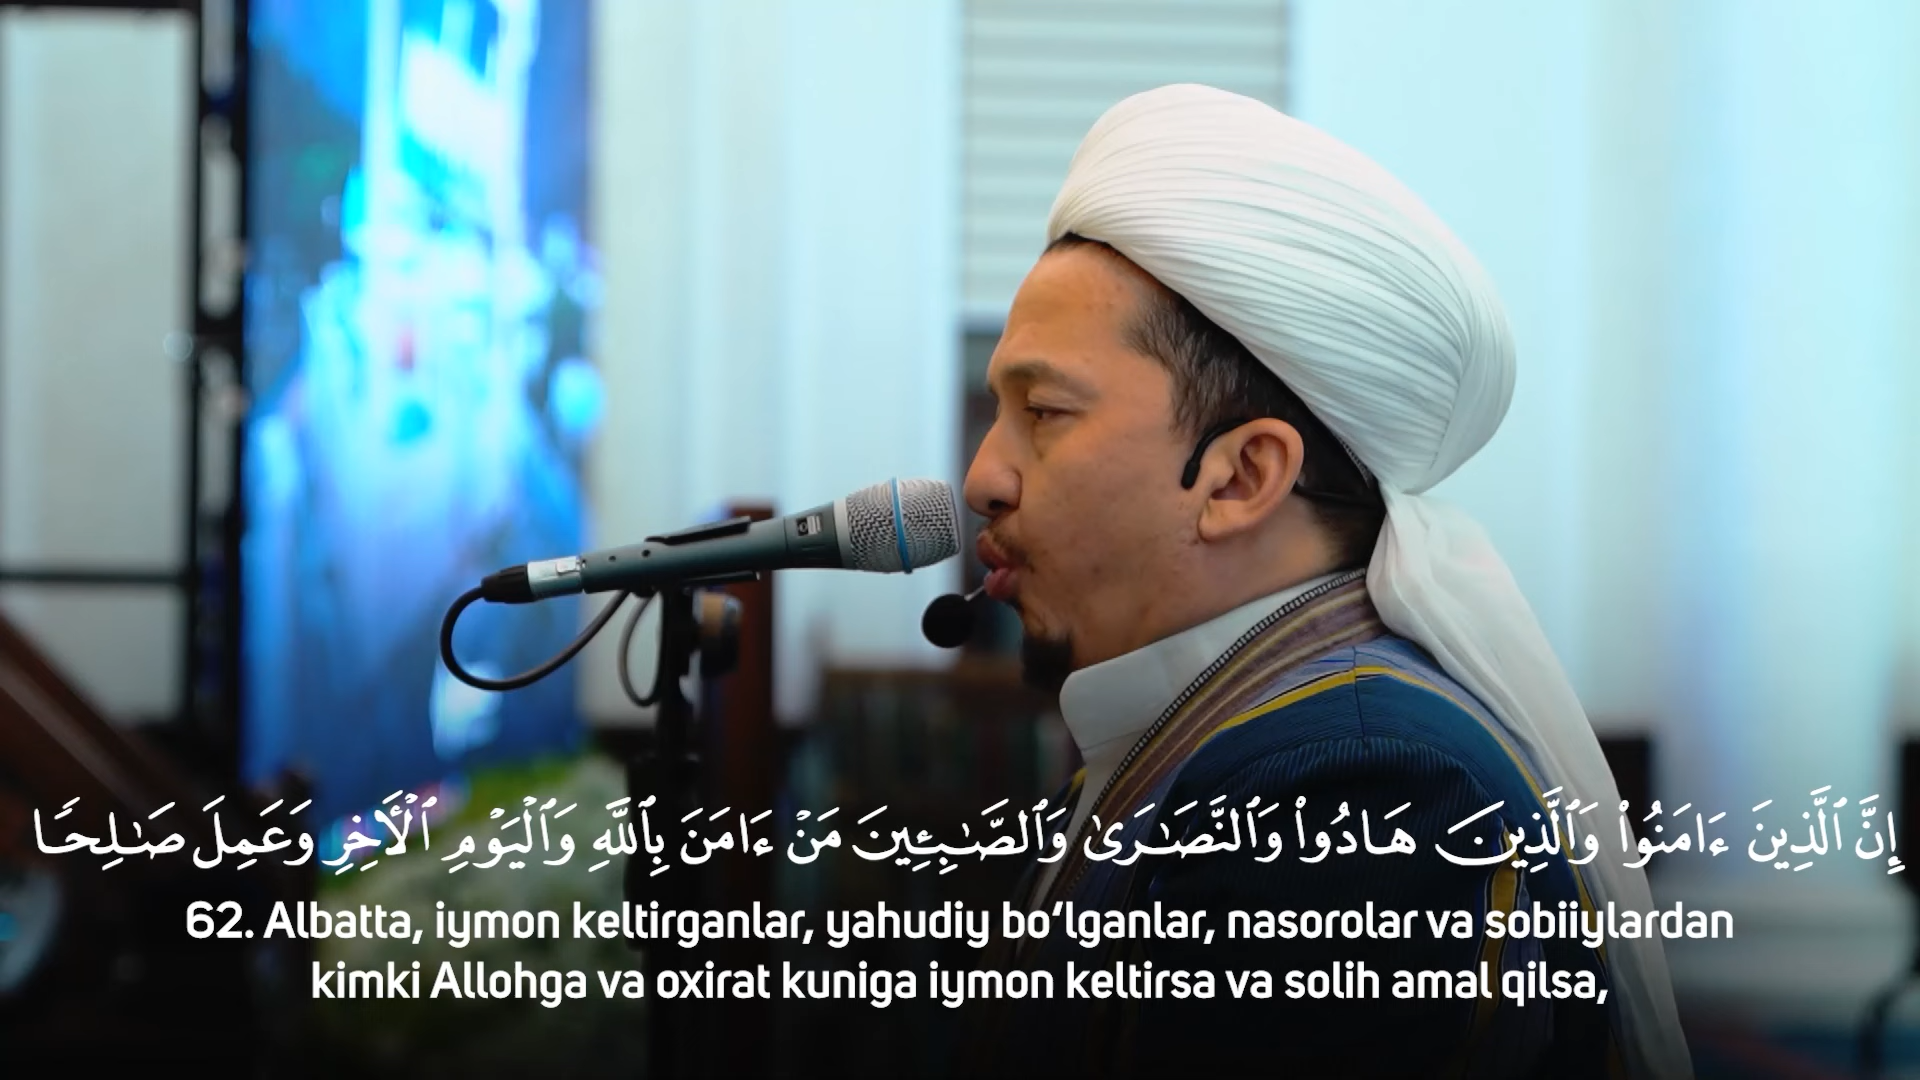 إِنَّ ٱلَّذِينَ ءَامَنُوا۟ وَٱلَّذِينَ هَادُوا۟ وَٱلنَّصَـٰرَىٰ وَٱلصَّـٰبِـِٔينَ مَنْ ءَامَنَ بِٱللَّهِ وَٱلْيَوْمِ ٱلْـَٔاخِرِ وَعَمِلَ صَـٰلِحًا
62. Albatta, iymon keltirganlar, yahudiy bo‘lganlar, nasorolar va sobiiylardan
kimki Allohga va oxirat kuniga iymon keltirsa va solih amal qilsa,